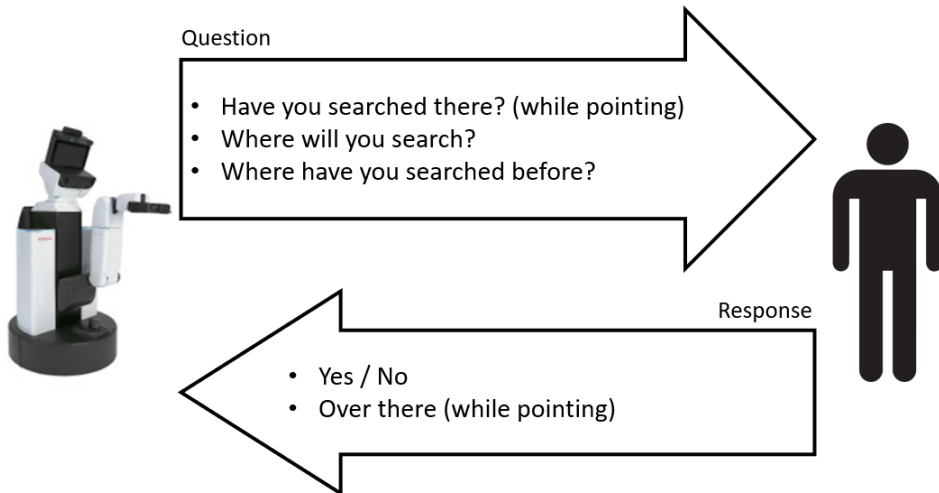 Question
• Have you searched there? (while pointing)
• Where will you search?
• Where have you searched before?
Response
• Yes / No
• Over there (while pointing)